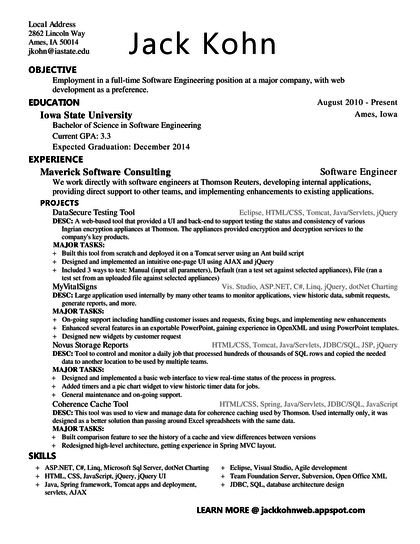 Local Address
2862 Lincoln Way
Ames, IA 50014
jkohn@iastate.edu
Jack Kohn
OBJECTIVE
Employment in a full-time Software Engineering position at a major company, with web
development as a preference.
EDUCATION August 2010 - Present
Iowa State University Ames, Iowa
Bachelor of Science in Software Engineering
Current GPA: 3.3
Expected Graduation: December 2014
EXPERIENCE
Maverick Software Consulting Software Engineer
We work directly with software engineers at Thomson Reuters, developing internal applications,
providing direct support to other teams, and implementing enhancements to existing products.
PROJECTS
DataSecure Testing Tool Eclipse, HTML/CSS, Tomcat, Java/Servlets, jQuery
DESC: A web-based tool that provided a UI and back-end to support testing the status and consistency of various
Ingrian encryption appliances at Thomson. The appliances provided encryption and decryption services to the
company's key products.
MAJOR TASKS:
+ Built this tool from scratch and deployed it on a Tomcat server using an Ant build script
+ Designed and implemented an intuitive one-page UI using AJAX and jQuery
+ Included 3 ways to test: Manual (input all parameters), Default (ran a test set against selected appliances), File (ran a
test from an uploaded file against selected appliances)
MyVitalSigns Vis. Studio, ASP.NET, C#, Linq, jQuery, dotNet Charting
DESC: Large application used internally by many other teams to monitor applications, view historic data, submit requests,
generate reports, and more.
MAJOR TASKS:
+ On-going support including customer questions and requests, fixing bugs, and implementing new enhancements
+ Enhanced several features in an exportable PowerPoint, gaining experience in OpenXML and using PowerPoint templates.
+ Designed new widgets by customer request
Novus Storage Reports HTML/CSS, Tomcat, Java/Servlets, JDBC/SQL, JSP, jQuery
DESC: Tool to control and monitor a daily job that processed hundreds of thousands of SQL rows and copied the needed
data to another location to be used by multiple teams.
MAJOR TASKS:
+ Designed and implemented a basic web interface to view real-time status of the process in progress.
+ Added timers and a pic chart widget to view historic timer data for jobs.
+ General maintenance and on-going support.
Coherence Cache Tool HTML/CSS, Spring, Java/Servlets, JDBC/SQL, JavaScript
DESC: This tool was used to view and manage data for coherence caching used by Thomson. Used internally only, it was
designed as a better solution than passing around Excel spreadsheets with the same data.
MAJOR TASKS:
+ Built comparison feature to see the history of a cache and view differences between versions
+ Redesigned high-level architecture, getting experience in Spring MVC along the way.
SKILLS
+ ASP.NET, C#, Linq, Microsoft Sql Server, dotNet Charting + Eclipse, Visual Studio, Agile development
+ HTML, CSS, JavaScript, jQuery, jQuery UI + Team Foundation Server, Subversion, Open Office XML
+ Java, Spring framework, Tomcat apps and deployment, + JDBC, SQL, database architecture design
servlets, AJAX
LEARN MORE @ jackkohnweb.appspot.com